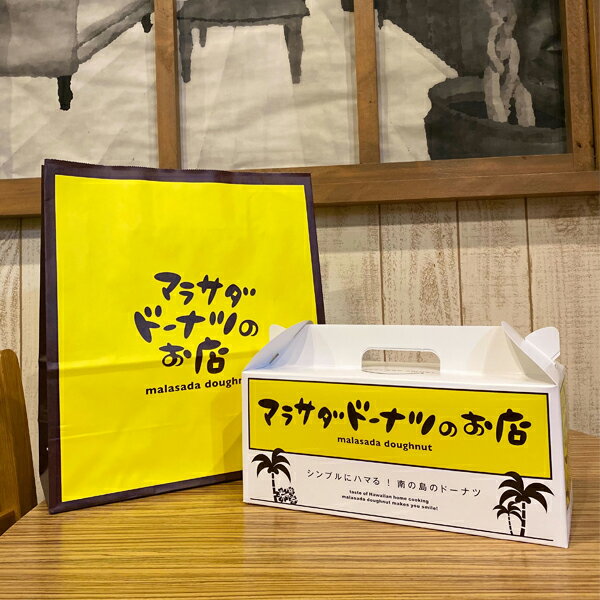 マラサダ
ドーナツの
お店
malasada doughnut
マラサダドーナツのお店
malasada doughnut
シンプルにハマる！南の島のドーナツ
taste of Hawaiian home cooking
malasada doughnut makes you smile!